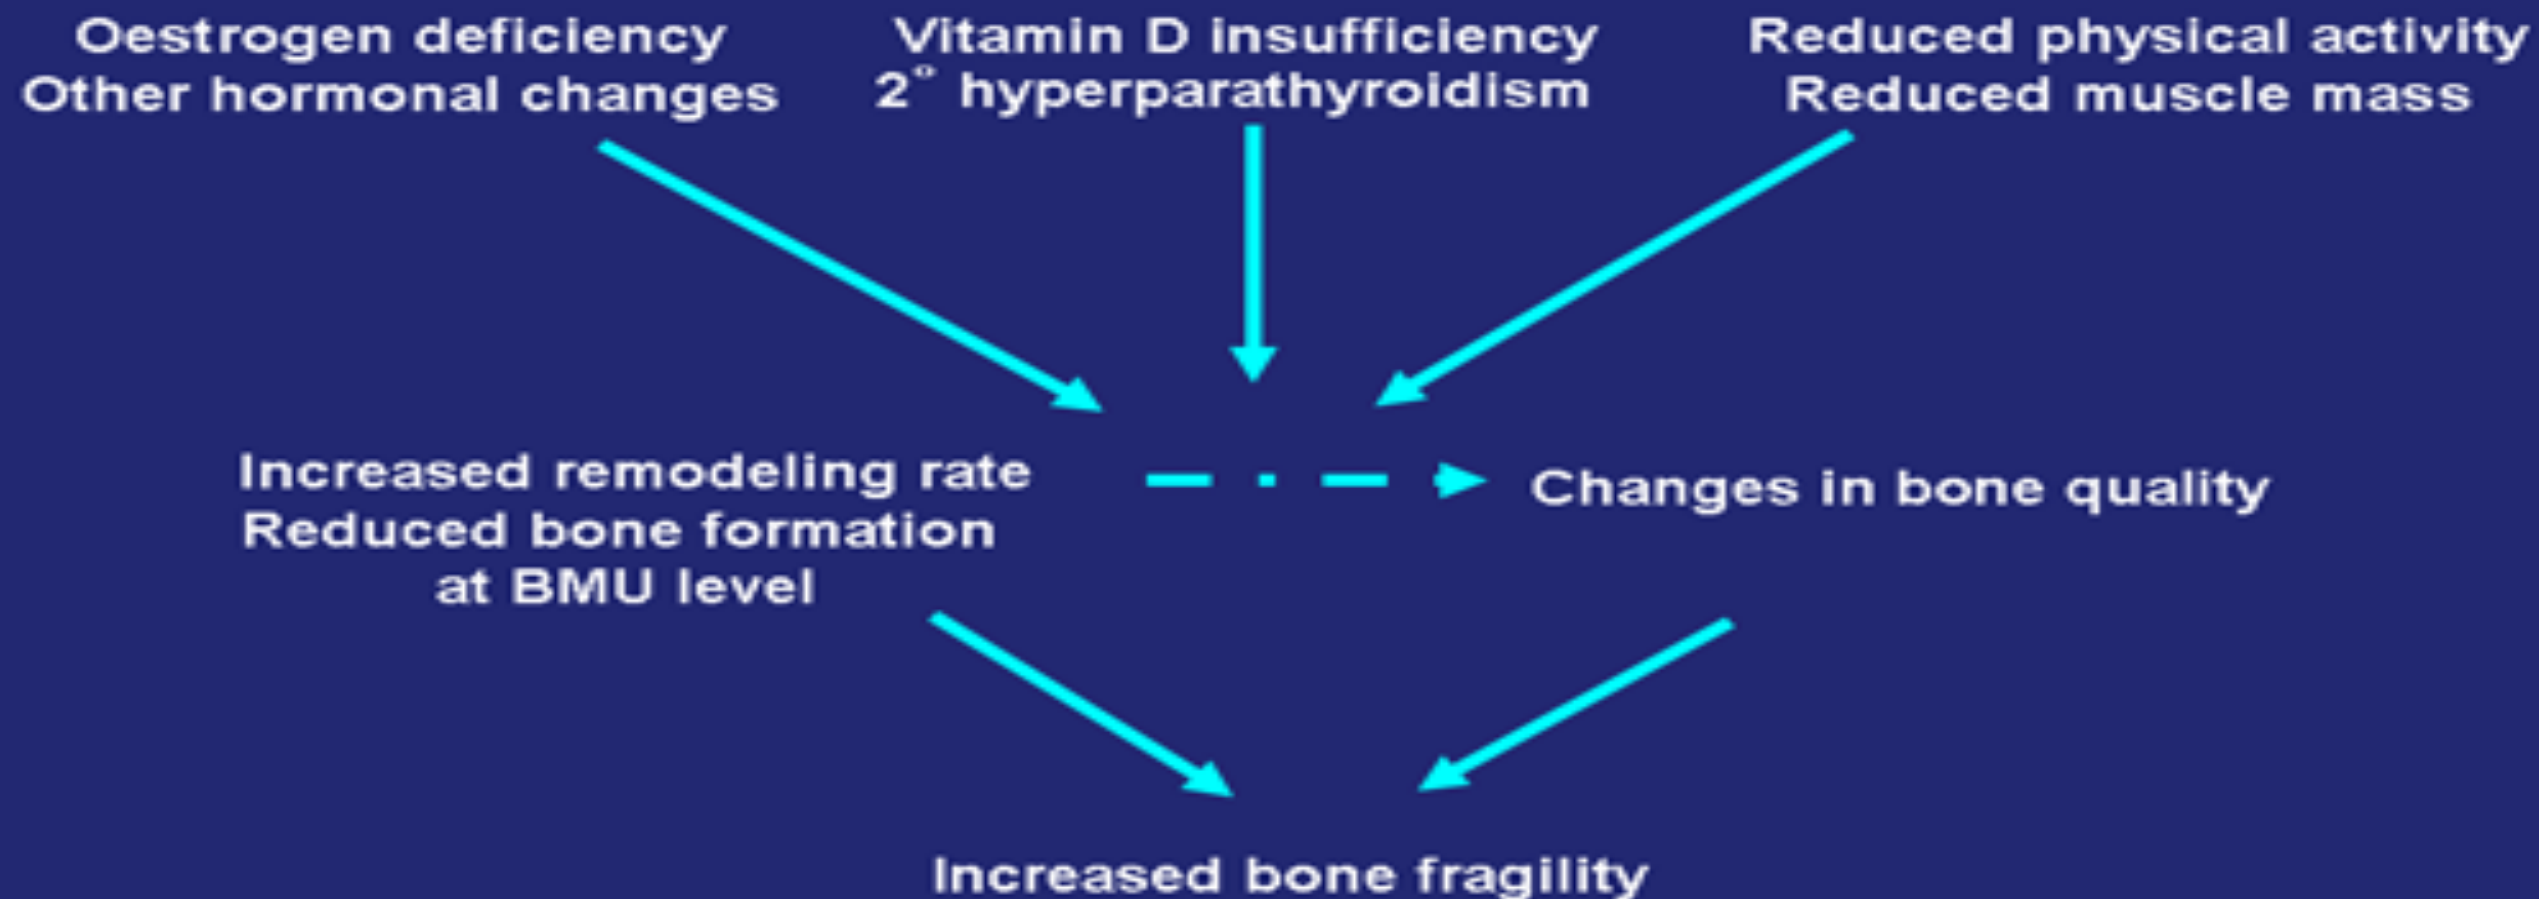 Oestrogen deficiency
Other hormonal changes
Vitamin D insufficiency
2° hyperparathyroidism
Reduced physical activity
Reduced muscle mass
Increased remodeling rate
Reduced bone formation
at BMU level
Changes in bone quality
Increased bone fragility